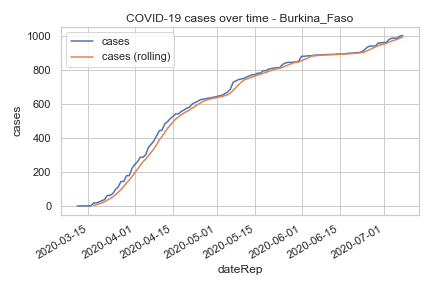 COVID-19 cases over time - Burkina_Faso
cases
cases (rolling)
1000
800
600
400
200
0
cases
2020-03-15
2020-04-01
2020-04-15
2020-05-01
2020-05-15
2020-06-01
2020-06-15
2020-07-01
dateRep